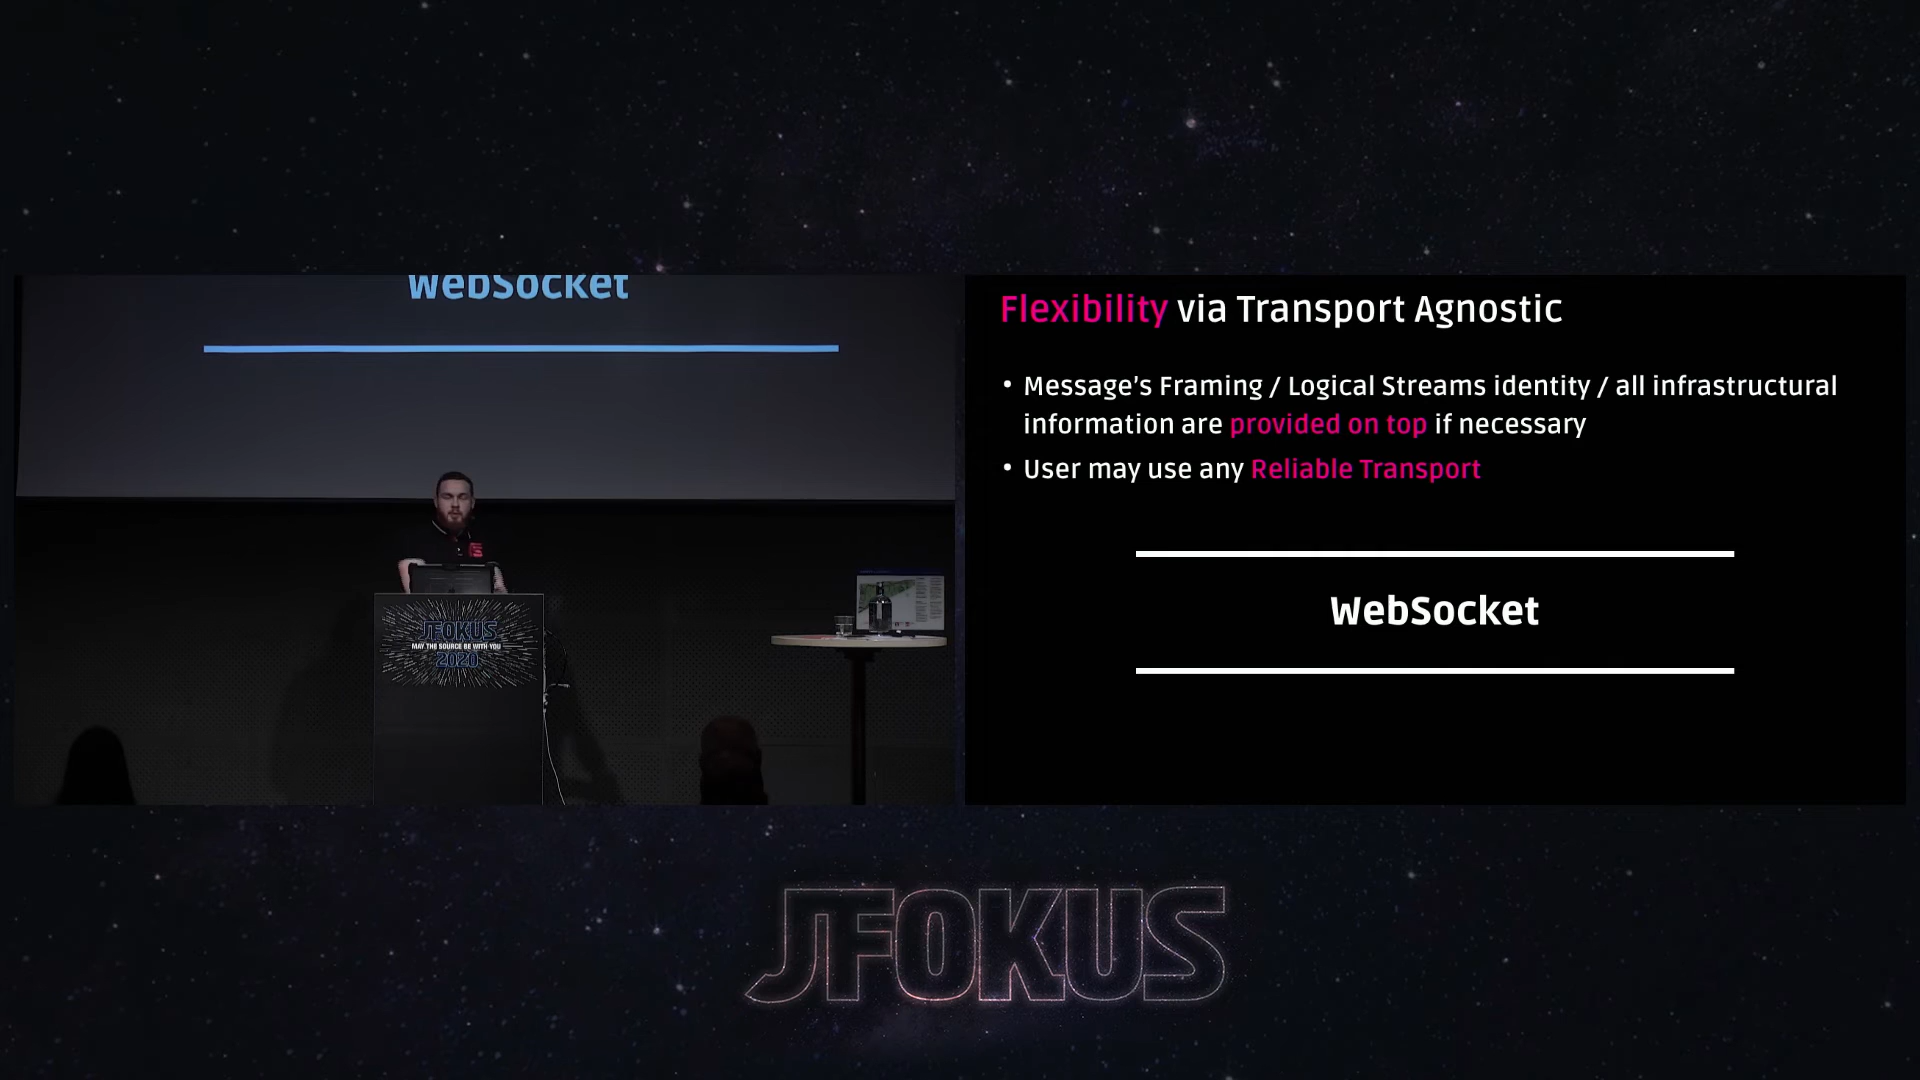 WebSocket
JFOKUS
MAY THE SOURCE BE WITH YOU
2020
Flexibility via Transport Agnostic
• Message's Framing / Logical Streams identity / all infrastructural
information are provided on top if necessary
• User may use any Reliable Transport
WebSocket
JFOKUS